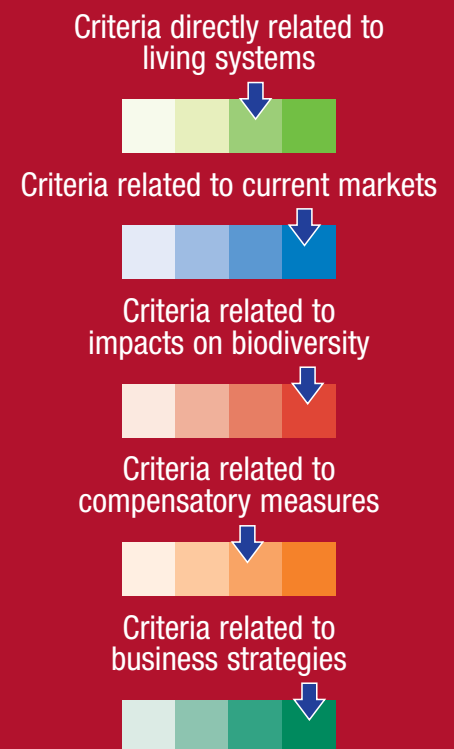 Criteria directly related to
living systems
Criteria related to current markets
Criteria related to
impacts on biodiversity
Criteria related to
compensatory measures
Criteria related to
business strategies